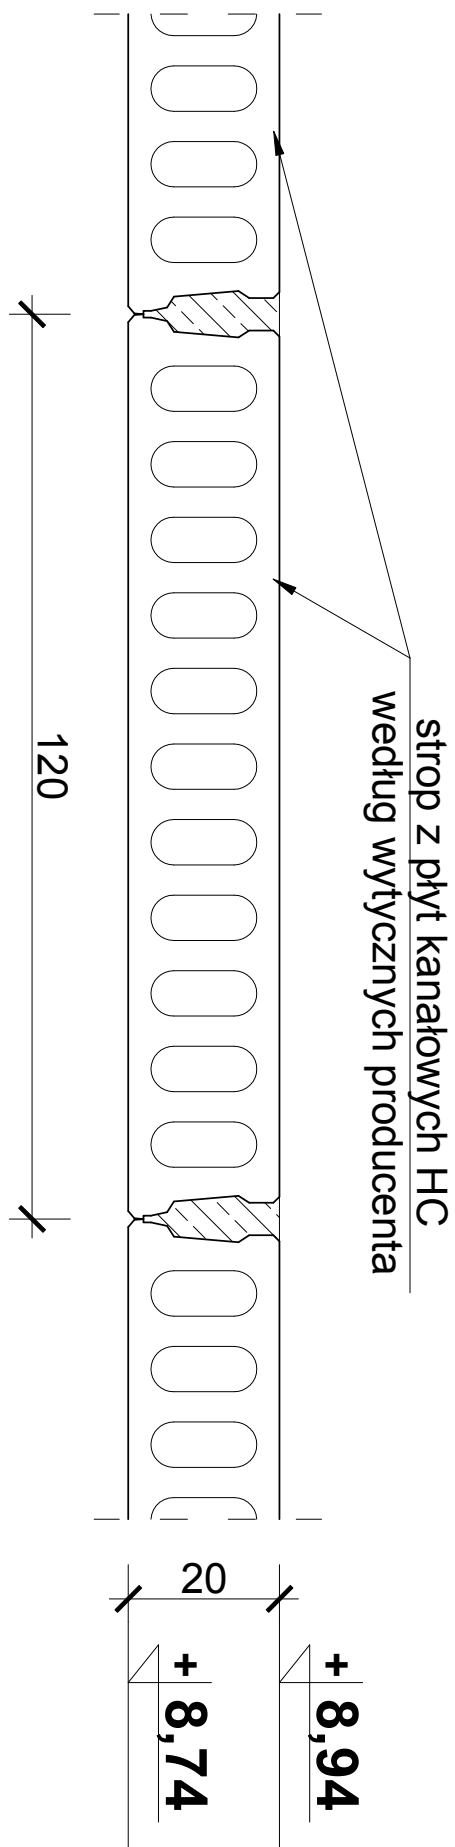 strop z płyt kanałowych HC
według wytycznych producenta
120
20
+ 8,94
+ 8,74